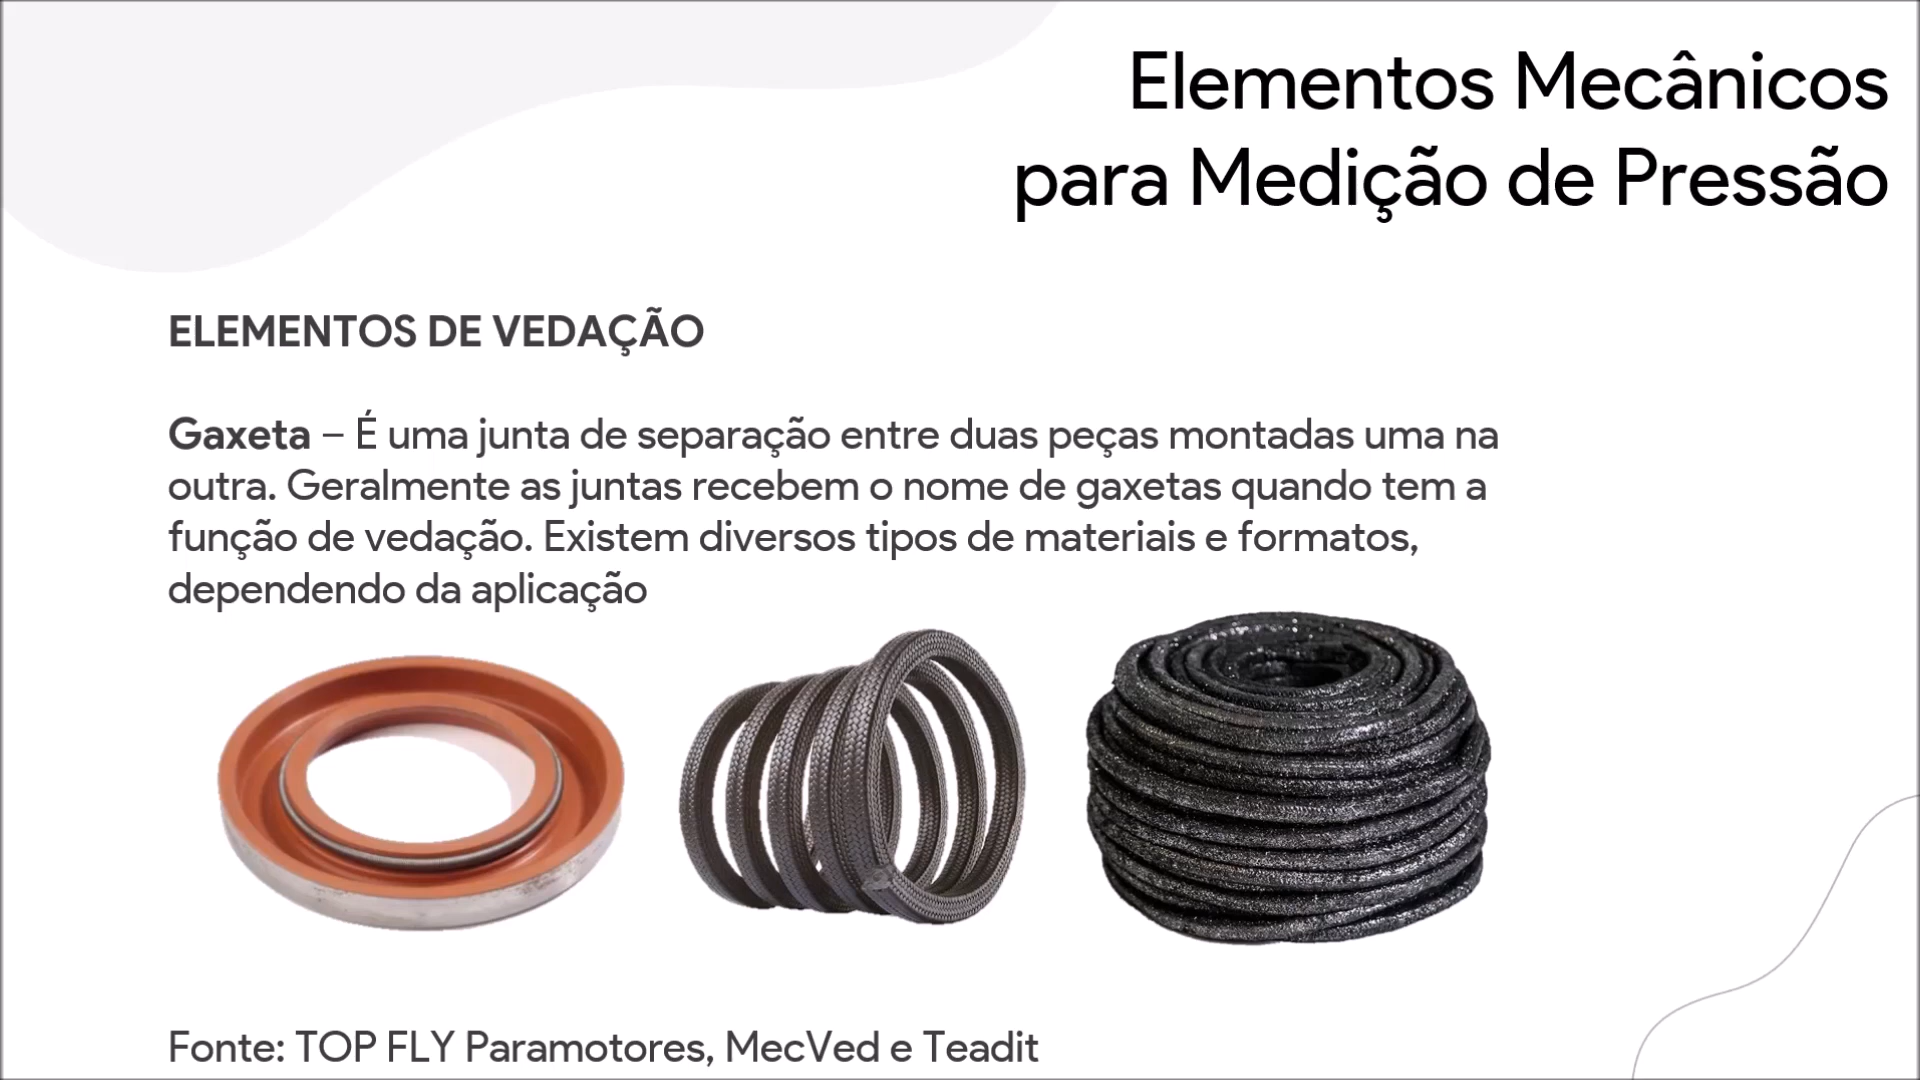 Elementos Mecânicos
para Medição de Pressão
ELEMENTOS DE VEDAÇÃO
Gaxeta – É uma junta de separação entre duas peças montadas uma na
outra. Geralmente as juntas recebem o nome de gaxetas quando tem a
função de vedação. Existem diversos tipos de materiais e formatos,
dependendo da aplicação
Fonte: TOP FLY Paramotores, MecVed e Teadit